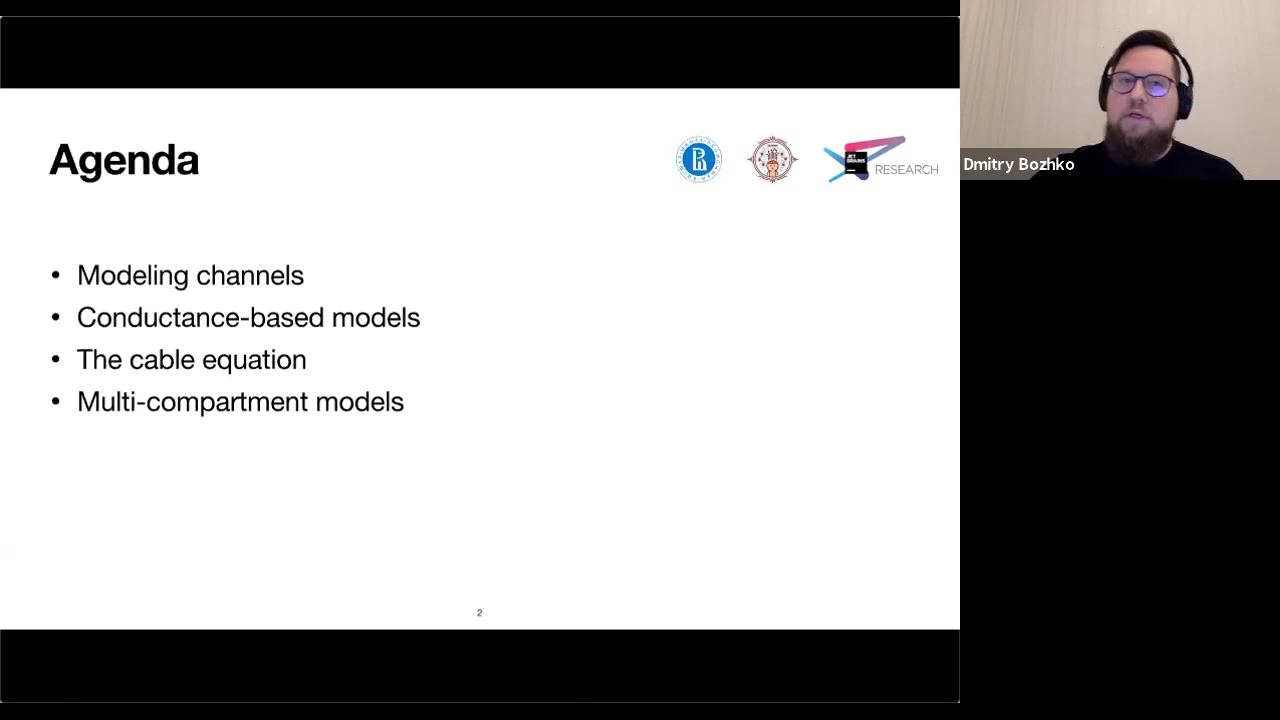 Agenda
JET
BRAINS
RESEARCH
Dmitry Bozhko
• Modeling channels
• Conductance-based models
• The cable equation
• Multi-compartment models
2